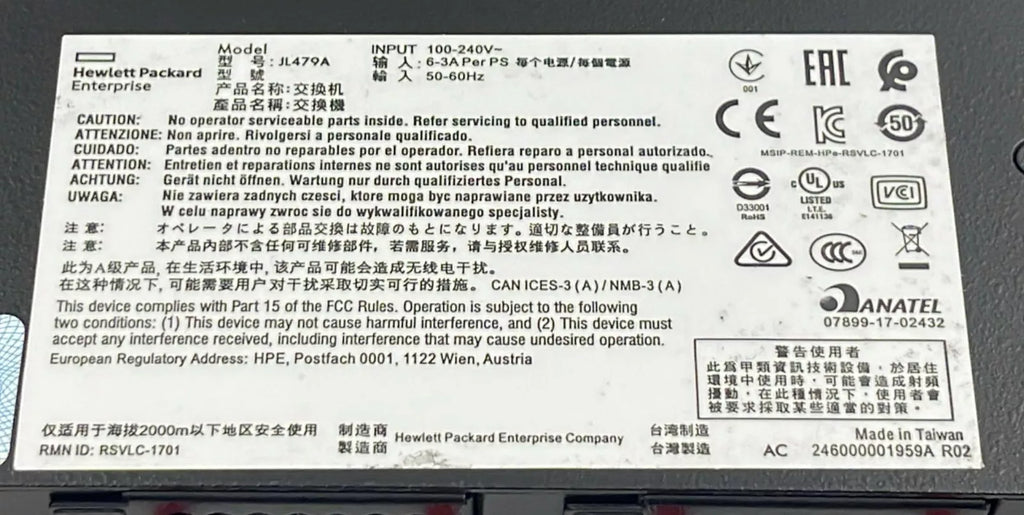 Hewlett Packard
Enterprise
Model
型 号：JL479A
型 號
产品名称：交换机
產品名稱：交換機
INPUT 100-240V~
输 入：6-3A Per PS 每个电源/每個電源
輸 入 50-60Hz
CAUTION: No operator serviceable parts inside. Refer servicing to qualified personnel.
ATTENZIONE: Non aprire. Rivolgersi a personale qualificado.
CUIDADO: Partes adentro no reparables por el operador. Refiera reparo a personal autorizado.
ATTENTION: Entretien et reparations internes ne sont autorises qu'au personnel technique qualifie
ACHTUNG: Gerät nicht öffnen. Wartung nur durch qualifiziertes Personal.
UWAGA: Nie zawiera zadnych czesci, ktore moga byc naprawiane przez uzytkownika.
W celu naprawy zwroc sie do wykwalifikowanego specjalisty.
注 意： オペレータによる部品交換は故障のもとになります。適切な整備員が行うこと。
注 意： 本产品内部不含任何可维修部件，若需服务，请与授权维修人员联系。
此为A级产品, 在生活环境中, 该产品可能会造成无线电干扰。
在这种情况下, 可能需要用户对干扰采取切实可行的措施。 CAN ICES-3 (A) / NMB-3 (A)
This device complies with Part 15 of the FCC Rules. Operation is subject to the following
two conditions: (1) This device may not cause harmful interference, and (2) This device must
accept any interference received, including interference that may cause undesired operation.
European Regulatory Address: HPE, Postfach 0001, 1122 Wien, Austria
001
EAC
CE
KC
50
MSIP-REM-HPe-RSVLC-1701
D33001
RoHS
c UL US
LISTED
I.T.E.
E141136
VCI
CCC
ANATEL
07899-17-02432
警告使用者
此為甲類資訊技術設備，於居住
環境中使用時，可能會造成射頻
擾動，在此種情況下，使用者會
被要求採取某些適當的對策。
仅适用于海拔2000m以下地区安全使用
RMN ID: RSVLC-1701
制造商
製造商
Hewlett Packard Enterprise Company
台湾制造
台灣製造
Made in Taiwan
AC 246000001959A R02